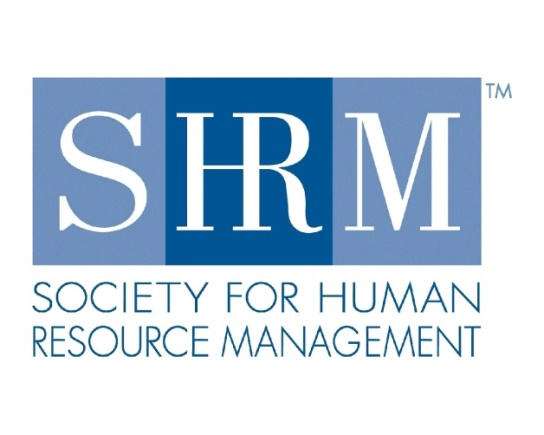 SHRM™
SOCIETY FOR HUMAN
RESOURCE MANAGEMENT